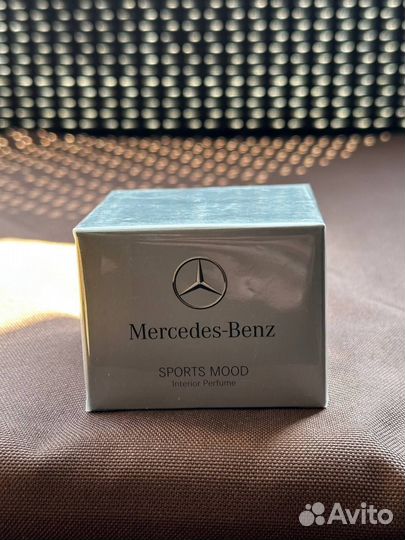 Mercedes-Benz
SPORTS MOOD
Interior Perfume
Avito